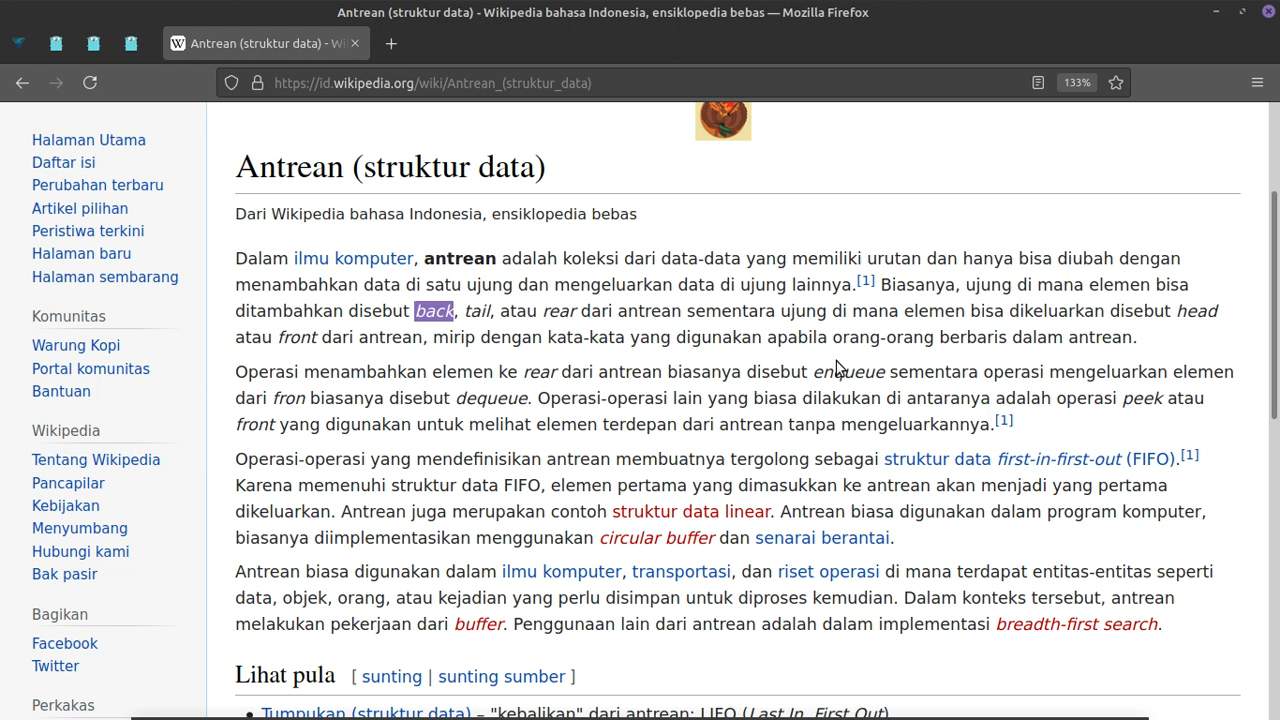 Antrean (struktur data) - Wikipedia bahasa Indonesia, ensiklopedia bebas — Mozilla Firefox
Antrean (struktur data) - Wi
https://id.wikipedia.org/wiki/Antrean_(struktur_data)
133%
Halaman Utama
Daftar isi
Perubahan terbaru
Artikel pilihan
Peristiwa terkini
Halaman baru
Halaman sembarang
Komunitas
Warung Kopi
Portal komunitas
Bantuan
Wikipedia
Tentang Wikipedia
Pancapilar
Kebijakan
Menyumbang
Hubungi kami
Bak pasir
Bagikan
Facebook
Twitter
Perkakas
Antrean (struktur data)
Dari Wikipedia bahasa Indonesia, ensiklopedia bebas
Dalam ilmu komputer, antrean adalah koleksi dari data-data yang memiliki urutan dan hanya bisa diubah dengan
menambahkan data di satu ujung dan mengeluarkan data di ujung lainnya.[1] Biasanya, ujung di mana elemen bisa
ditambahkan disebut back, tail, atau rear dari antrean sementara ujung di mana elemen bisa dikeluarkan disebut head
atau front dari antrean, mirip dengan kata-kata yang digunakan apabila orang-orang berbaris dalam antrean.
Operasi menambahkan elemen ke rear dari antrean biasanya disebut enqueue sementara operasi mengeluarkan elemen
dari fron biasanya disebut dequeue. Operasi-operasi lain yang biasa dilakukan di antaranya adalah operasi peek atau
front yang digunakan untuk melihat elemen terdepan dari antrean tanpa mengeluarkannya.[1]
Operasi-operasi yang mendefinisikan antrean membuatnya tergolong sebagai struktur data first-in-first-out (FIFO).[1]
Karena memenuhi struktur data FIFO, elemen pertama yang dimasukkan ke antrean akan menjadi yang pertama
dikeluarkan. Antrean juga merupakan contoh struktur data linear. Antrean biasa digunakan dalam program komputer,
biasanya diimplementasikan menggunakan circular buffer dan senarai berantai.
Antrean biasa digunakan dalam ilmu komputer, transportasi, dan riset operasi di mana terdapat entitas-entitas seperti
data, objek, orang, atau kejadian yang perlu disimpan untuk diproses kemudian. Dalam konteks tersebut, antrean
melakukan pekerjaan dari buffer. Penggunaan lain dari antrean adalah dalam implementasi breadth-first search.
Lihat pula [ sunting | sunting sumber ]
• Tumpukan (struktur data) – "kebalikan" dari antrean: LIFO (Last In, First Out)